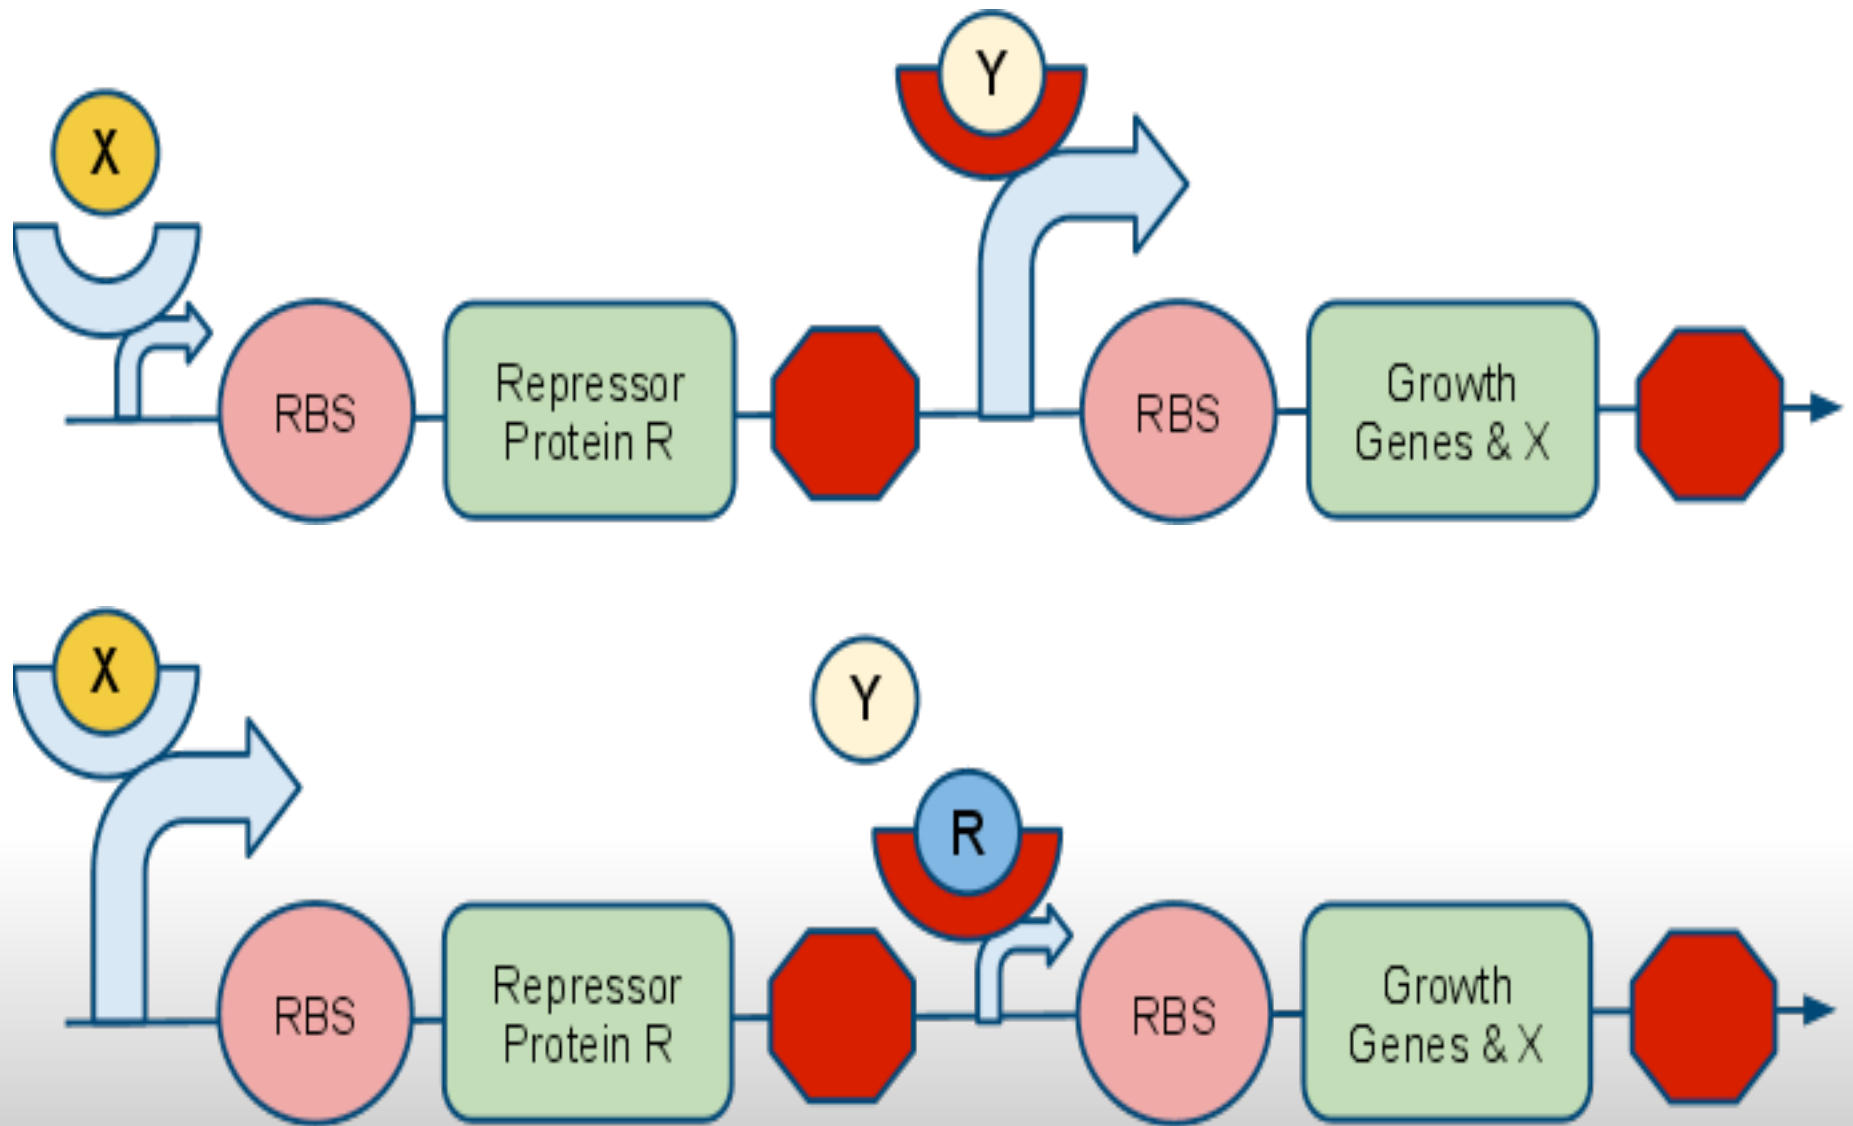 Y
X
RBS
Repressor
Protein R
RBS
Growth
Genes & X
X
Y
R
RBS
Repressor
Protein R
RBS
Growth
Genes & X